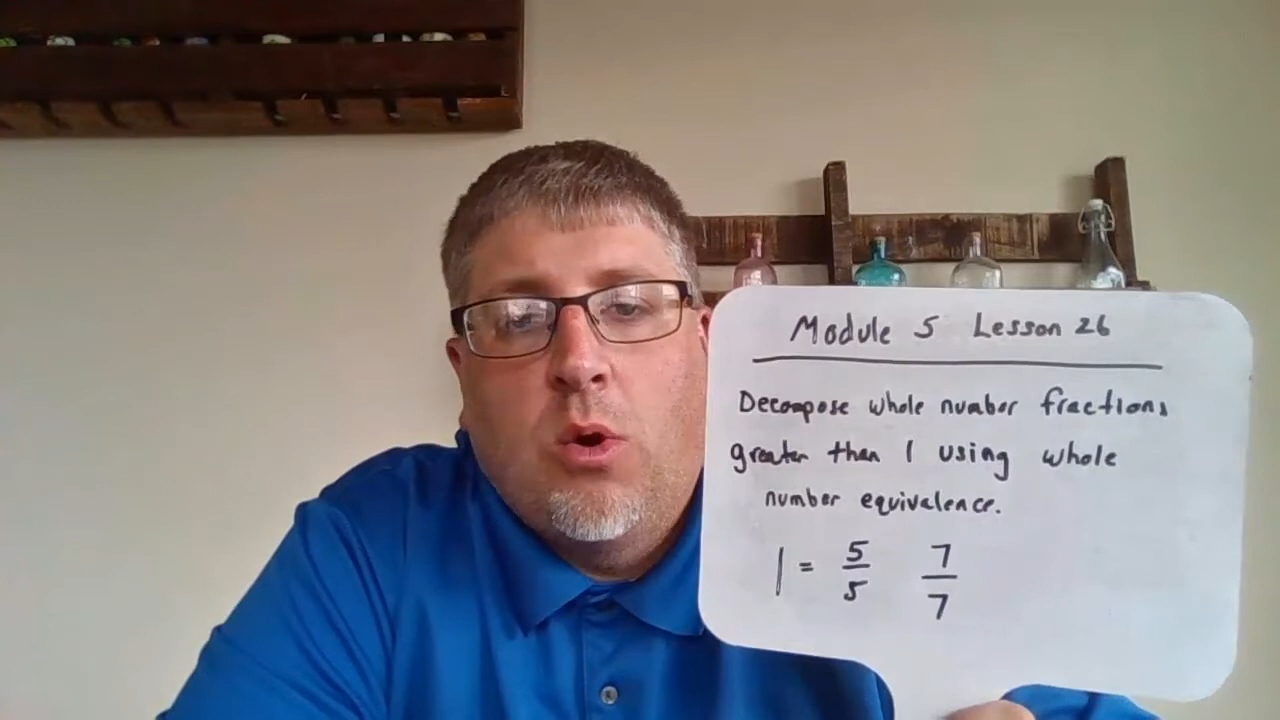 Module 5 Lesson 26
Decompose whole number fractions
greater than 1 using whole
number equivalence.
1 = 5/5 7/7